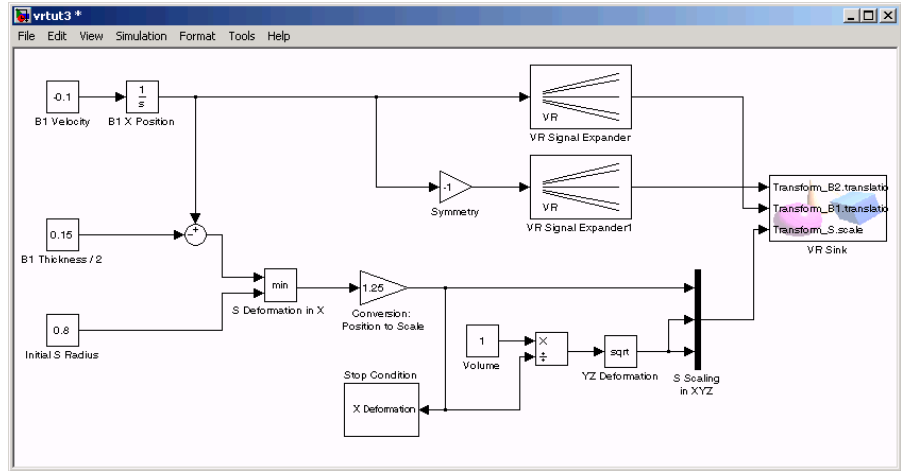 vrtut3 *
File Edit View Simulation Format Tools Help
-0.1
B1 Velocity
1
s
B1 X Position
VR
VR Signal Expander
-1
Symmetry
VR
VR Signal Expander1
Transform_B2.translatio
Transform_B1.translatio
Transform_S.scale
VR Sink
0.15
B1 Thickness / 2
- +
min
S Deformation in X
1.25
Conversion:
Position to Scale
0.8
Initial S Radius
1
Volume
×
÷
sqrt
YZ Deformation
S Scaling
in XYZ
Stop Condition
X Deformation